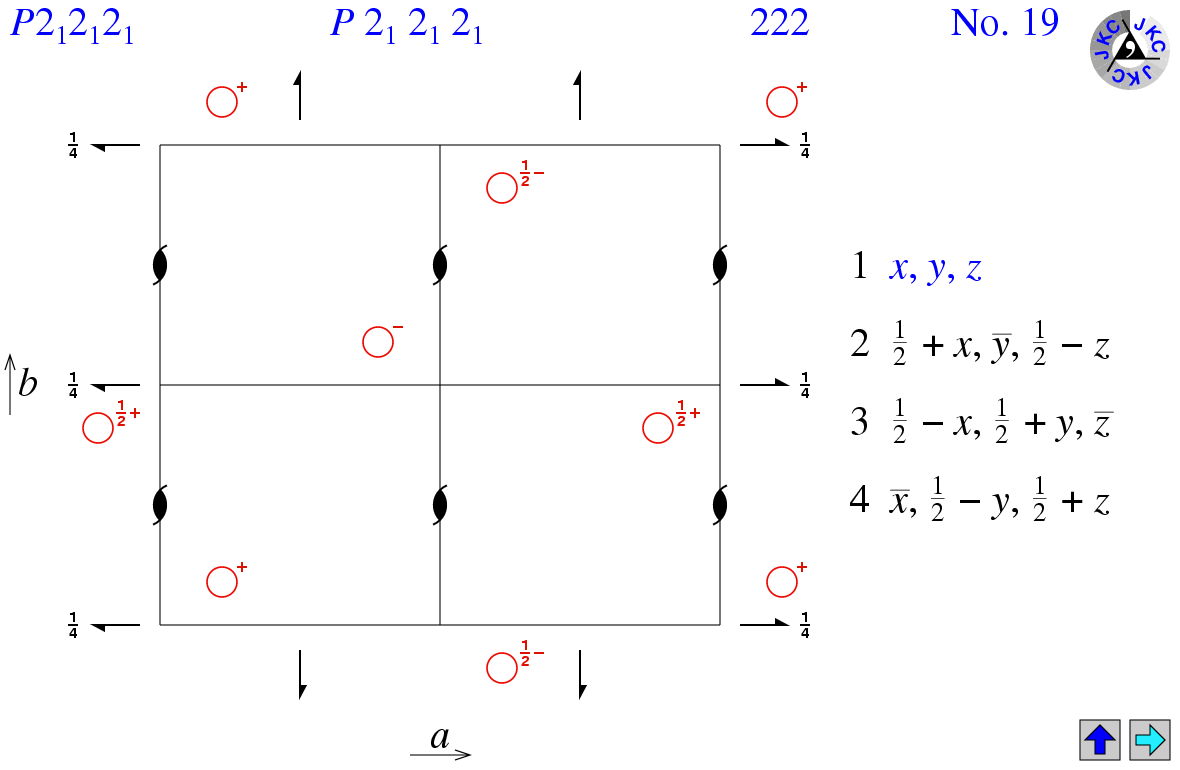 P2₁2₁2₁ P 2₁ 2₁ 2₁ 222 No. 19
JKC JKC JKC
+ +
¼ ¼
½−
1 x, y, z
−
2 ½ + x, y̅, ½ − z
b
¼ ¼
½+ ½+
3 ½ − x, ½ + y, z̅
4 x̅, ½ − y, ½ + z
+ +
¼ ¼
½−
a